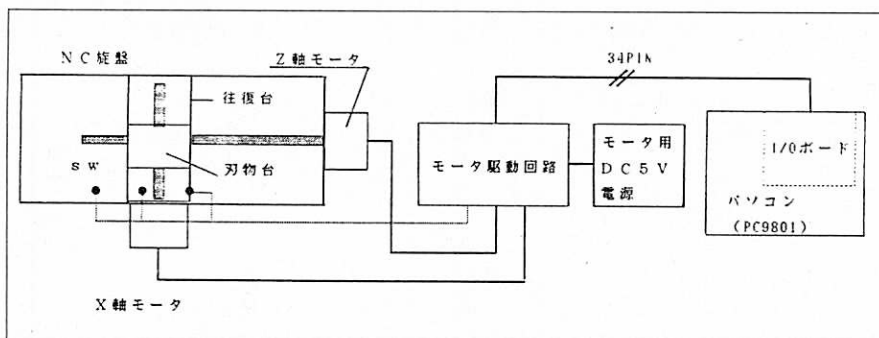 NC旋盤
Z軸モータ
34PIN
往復台
モータ駆動回路
モータ用
DC5V
電源
I/Oボード
sw
刃物台
パソコン
(PC9801)
X軸モータ